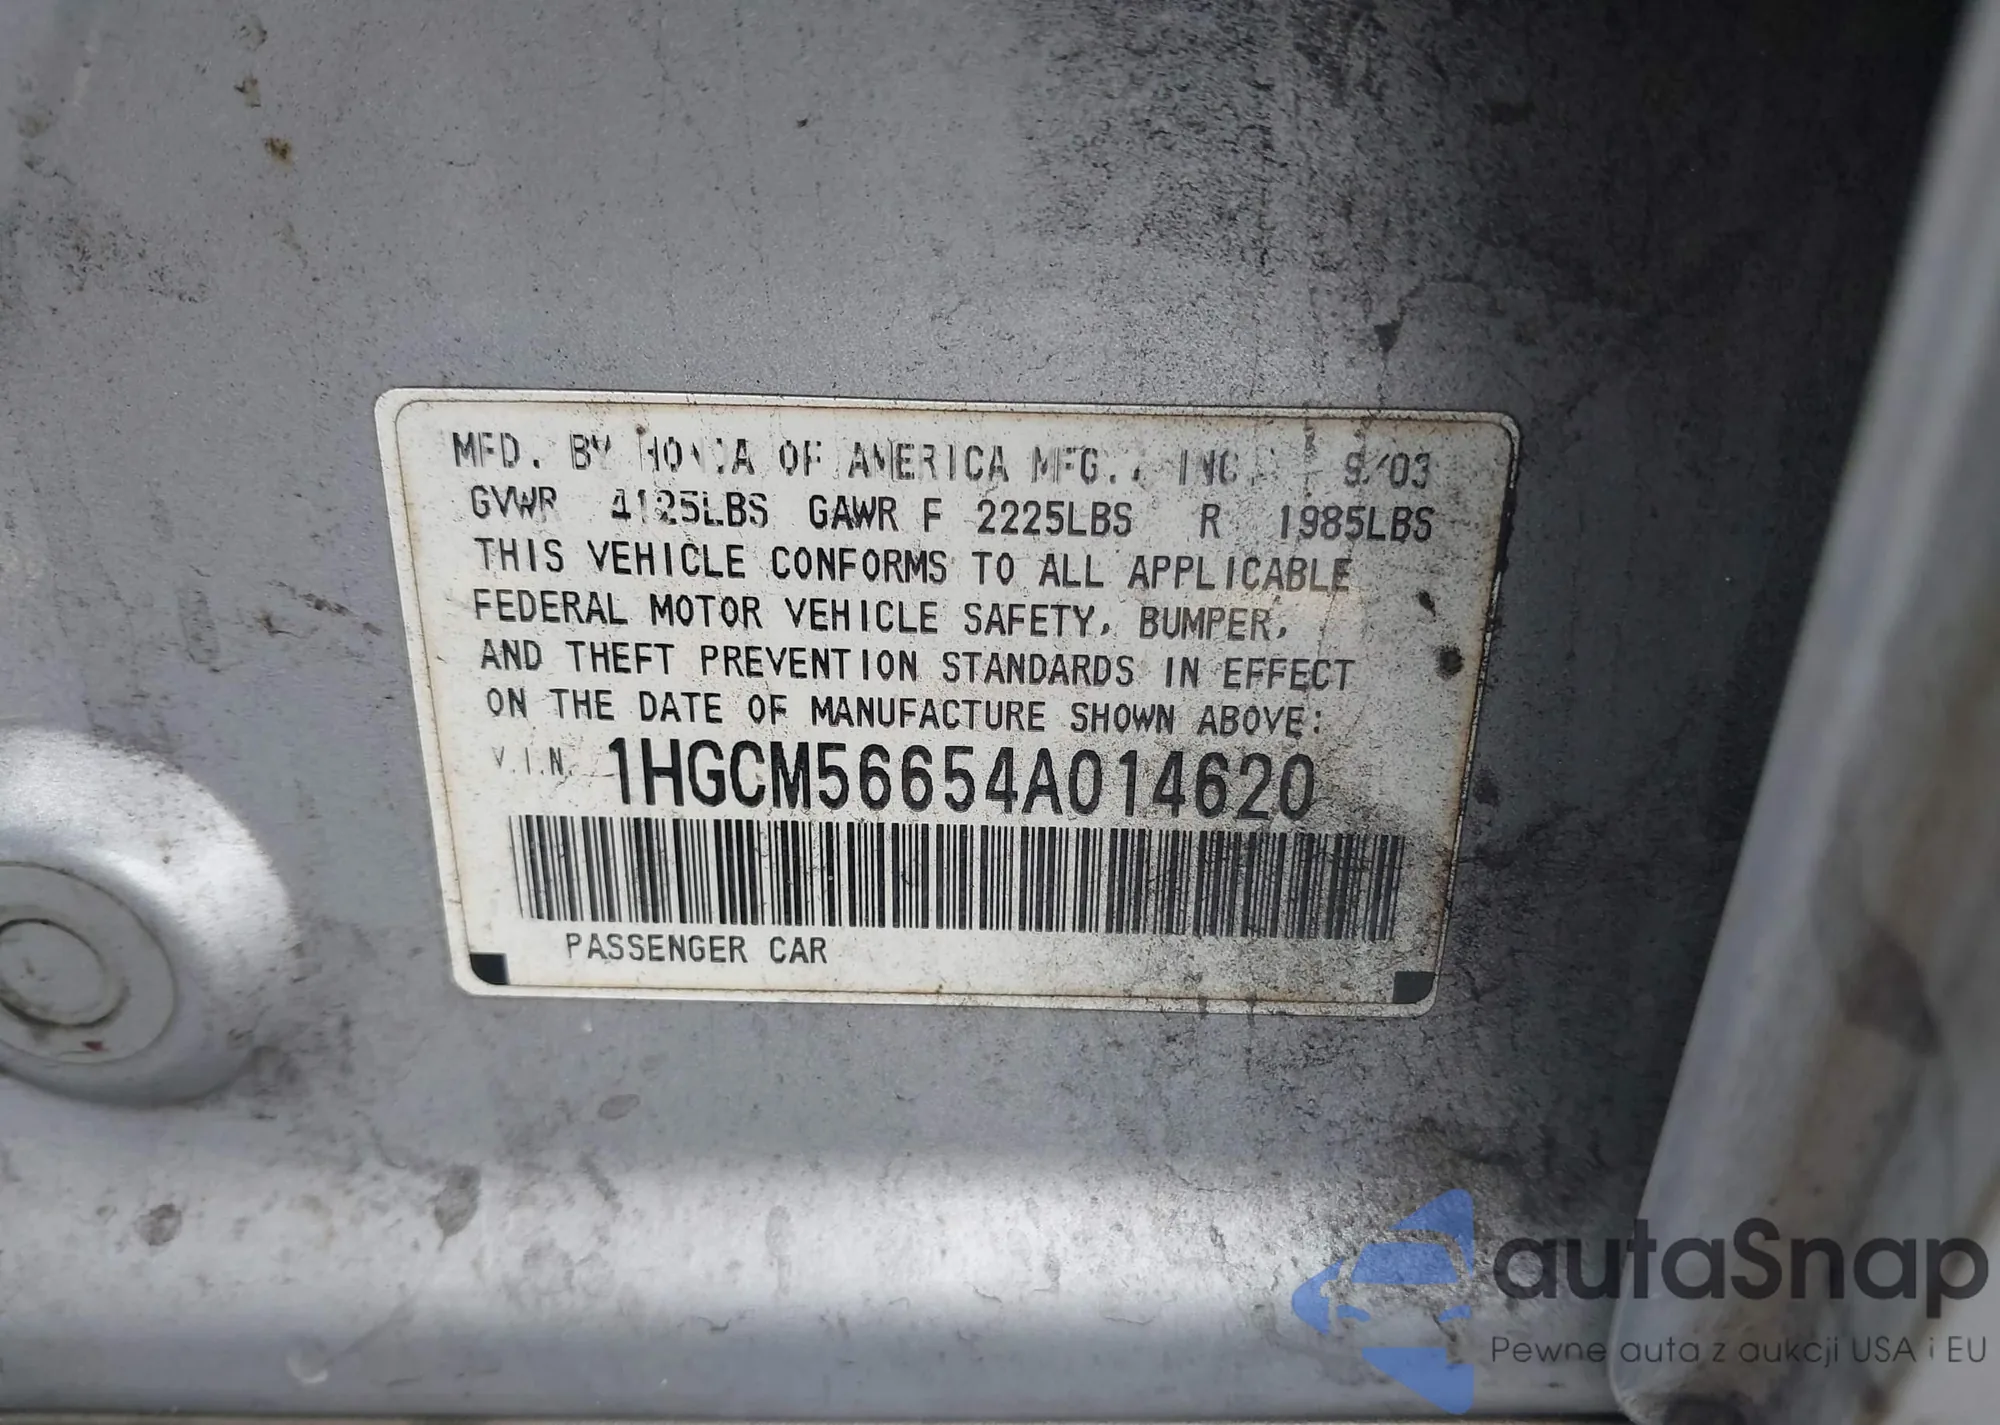 MFD. BY HONDA OF AMERICA MFG., INC. 9/03
GVWR 4125LBS GAWR F 2225LBS R 1985LBS
THIS VEHICLE CONFORMS TO ALL APPLICABLE
FEDERAL MOTOR VEHICLE SAFETY, BUMPER,
AND THEFT PREVENTION STANDARDS IN EFFECT
ON THE DATE OF MANUFACTURE SHOWN ABOVE:
V.I.N. 1HGCM56654A014620
PASSENGER CAR
autaSnap
Pewne auta z aukcji USA i EU